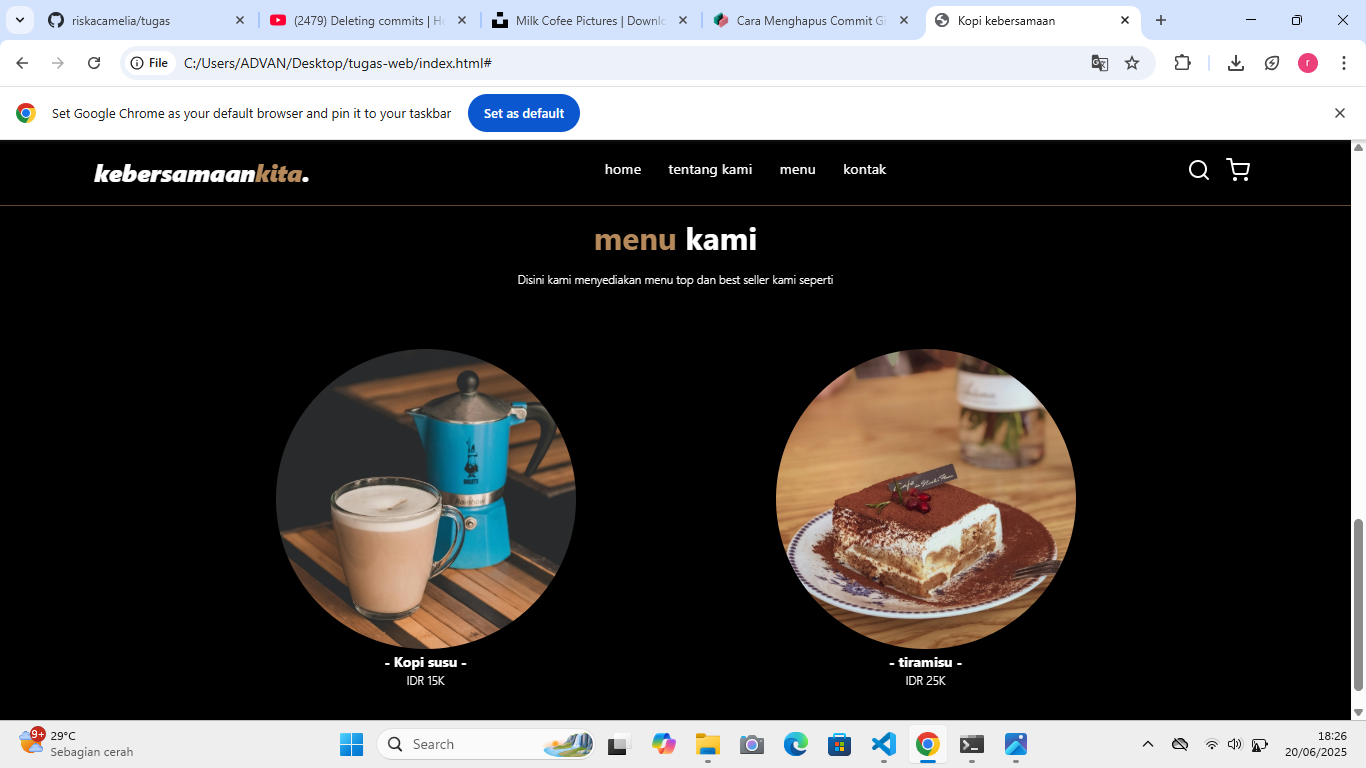 riskacamelia/tugas
(2479) Deleting commits | H
Milk Cofee Pictures | Downl
Cara Menghapus Commit Gi
Kopi kebersamaan
File
C:/Users/ADVAN/Desktop/tugas-web/index.html#
r
Set Google Chrome as your default browser and pin it to your taskbar
Set as default
kebersamaankita.
home
tentang kami
menu
kontak
menu kami
Disini kami menyediakan menu top dan best seller kami seperti
- Kopi susu -
IDR 15K
- tiramisu -
IDR 25K
9+
29°C
Sebagian cerah
Search
18:26
20/06/2025